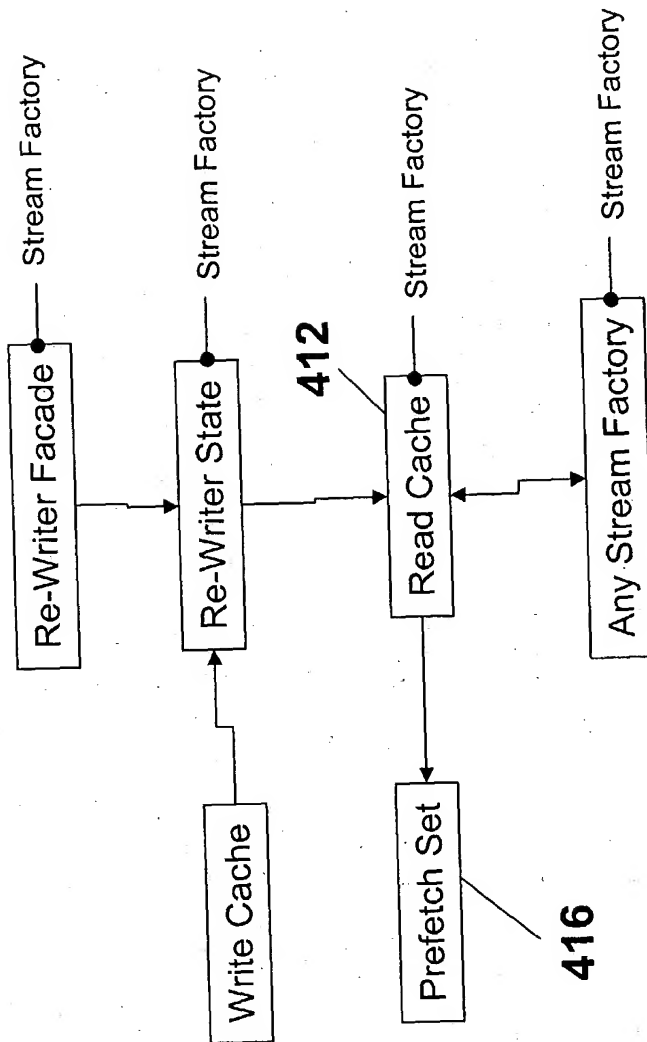 Re-Writer Facade
Stream Factory
Write Cache
Re-Writer State
Stream Factory
412
Prefetch Set
Read Cache
Stream Factory
416
Any Stream Factory
Stream Factory